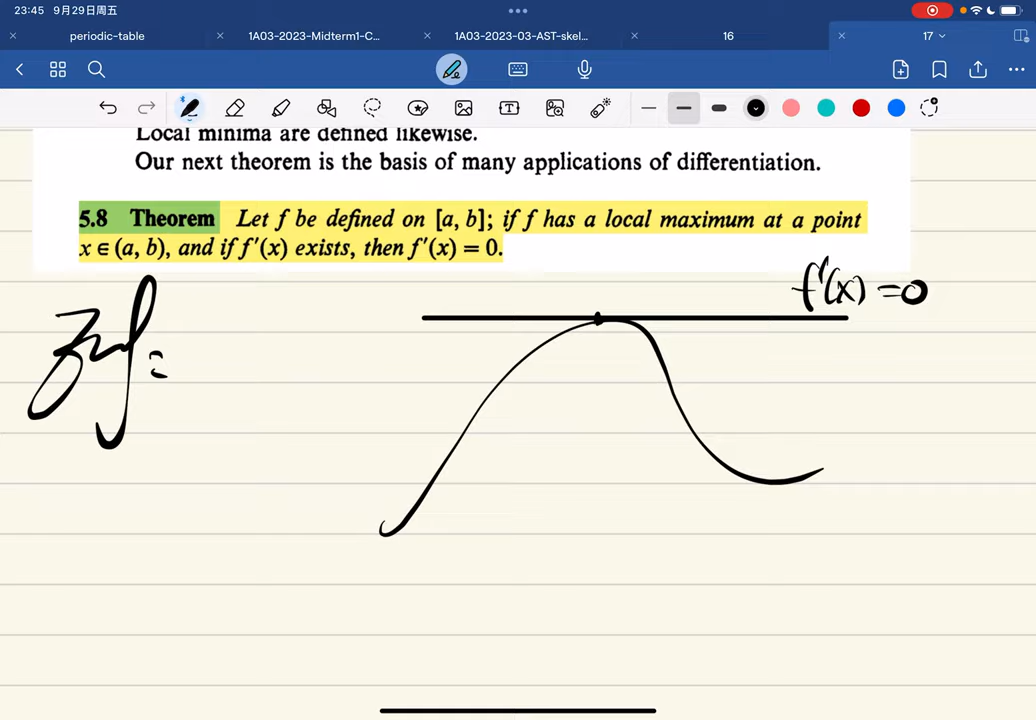 23:45 9月29日周五
periodic-table
1A03-2023-Midterm1-C...
1A03-2023-03-AST-skel...
16
17
Local minima are defined likewise.
Our next theorem is the basis of many applications of differentiation.
5.8 Theorem Let f be defined on [a, b]; if f has a local maximum at a point
x ∈ (a, b), and if f′(x) exists, then f′(x) = 0.
f'(x) = 0